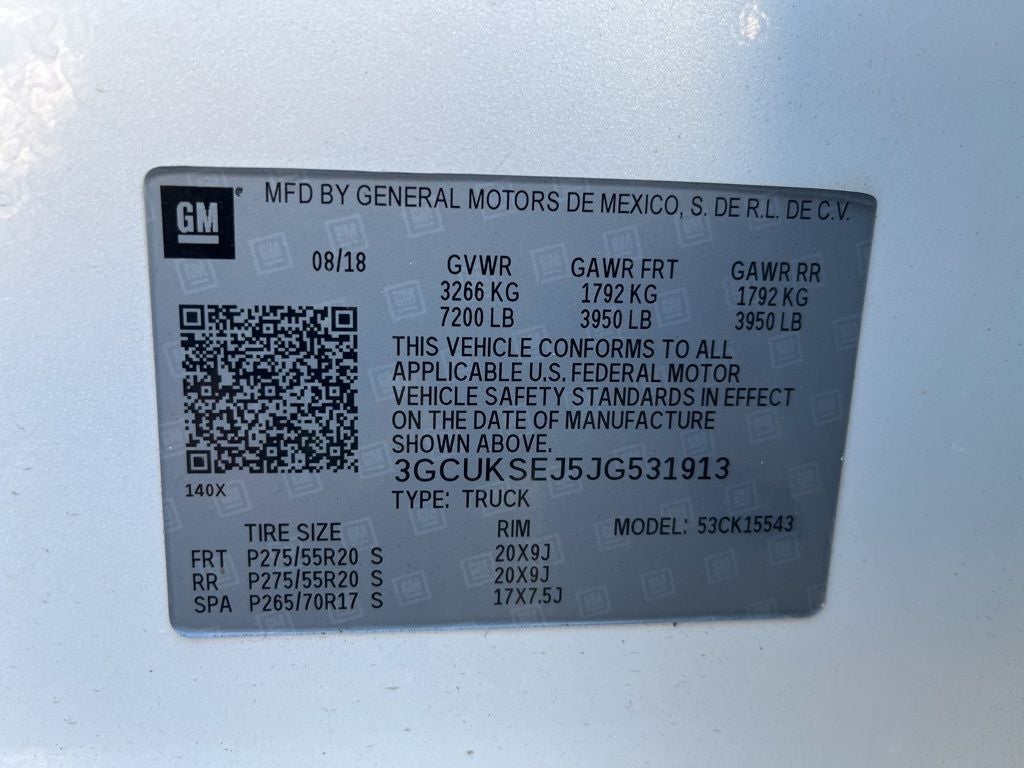 GM
MFD BY GENERAL MOTORS DE MEXICO, S. DE R.L. DE C.V.
08/18 GVWR GAWR FRT GAWR RR
3266 KG 1792 KG 1792 KG
7200 LB 3950 LB 3950 LB
THIS VEHICLE CONFORMS TO ALL
APPLICABLE U.S. FEDERAL MOTOR
VEHICLE SAFETY STANDARDS IN EFFECT
ON THE DATE OF MANUFACTURE
SHOWN ABOVE.
3GCUKSEJ5JG531913
140X
TYPE: TRUCK
TIRE SIZE RIM MODEL: 53CK15543
FRT P275/55R20 S 20X9J
RR P275/55R20 S 20X9J
SPA P265/70R17 S 17X7.5J